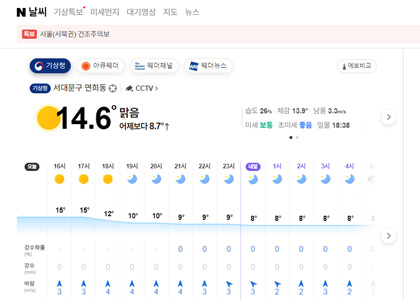 N 날씨 기상특보 미세먼지 대기영상 지도 뉴스
특보 서울(서북권) 건조주의보
기상청 아큐웨더 웨더채널 웨더뉴스 예보비교
기상청 서대문구 연희동 CCTV >
14.6° 맑음
어제보다 8.7°↑
습도 26% · 체감 13.9° · 남풍 3.3m/s
미세 보통 · 초미세 좋음 · 일몰 18:38
오늘 16시 17시 18시 19시 20시 21시 22시 23시 내일 1시 2시 3시 4시
15° 15° 12° 10° 10° 9° 9° 9° 8° 8° 8° 8° 8°
강수확률 (%) - - - - - 0 0 0 0 0 0 0 0
강수 (mm) 0 0 0 0 0 0 0 0 0 0 0 0 0
바람 (m/s) 3 3 4 4 4 4 3 3 3 2 2 3 3